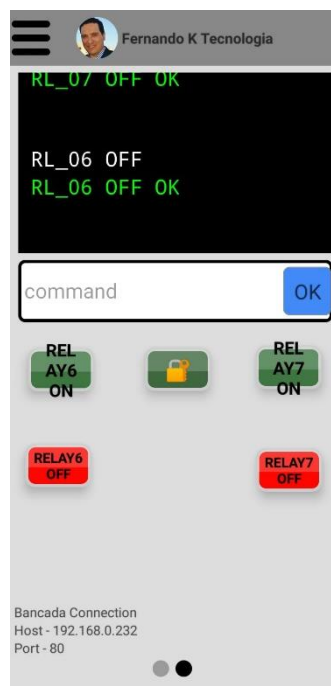 Fernando K Tecnologia
RL_07 OFF OK
RL_06 OFF
RL_06 OFF OK
command
OK
REL
AY6
ON
REL
AY7
ON
RELAY6
OFF
RELAY7
OFF
Bancada Connection
Host - 192.168.0.232
Port - 80